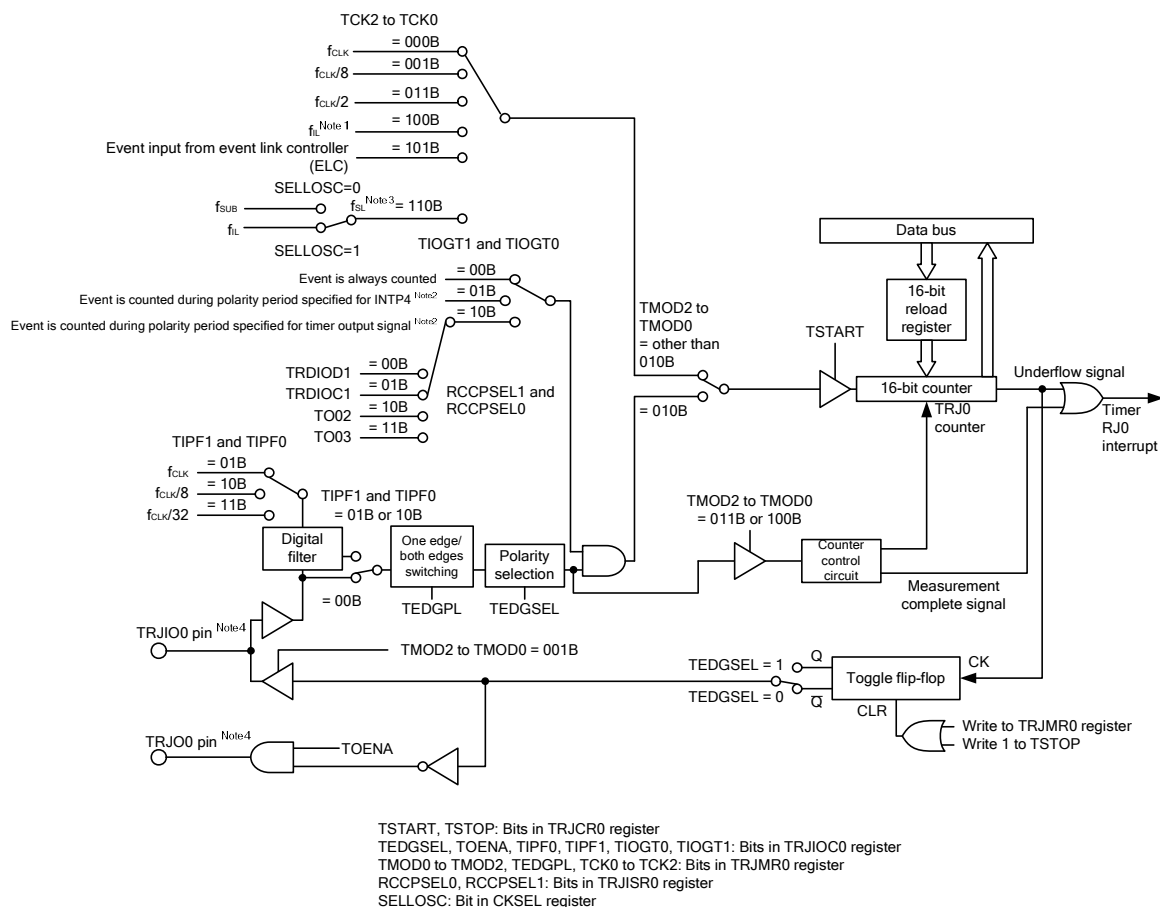 TCK2 to TCK0
fCLK
= 000B
fCLK/8
= 001B
fCLK/2
= 011B
fIL Note 1
= 100B
Event input from event link controller
(ELC)
= 101B
SELLOSC=0
fSUB
fSL Note3 = 110B
fIL
SELLOSC=1
TIOGT1 and TIOGT0
Event is always counted
= 00B
Event is counted during polarity period specified for INTP4 Note2
= 01B
Event is counted during polarity period specified for timer output signal Note2
= 10B
TRDIOD1
= 00B
TRDIOC1
= 01B
TO02
= 10B
TO03
= 11B
RCCPSEL1 and
RCCPSEL0
TMOD2 to
TMOD0
= other than
010B
= 010B
TSTART
Data bus
16-bit
reload
register
16-bit counter
TRJ0
counter
Underflow signal
Timer
RJ0
interrupt
TIPF1 and TIPF0
fCLK
= 01B
fCLK/8
= 10B
fCLK/32
= 11B
Digital
filter
TIPF1 and TIPF0
= 01B or 10B
= 00B
One edge/
both edges
switching
TEDGPL
Polarity
selection
TEDGSEL
TMOD2 to TMOD0
= 011B or 100B
Counter
control
circuit
Measurement
complete signal
TRJIO0 pin Note4
TMOD2 to TMOD0 = 001B
TEDGSEL = 1
TEDGSEL = 0
Q
Q̅
Toggle flip-flop
CK
CLR
Write to TRJMR0 register
Write 1 to TSTOP
TRJO0 pin Note4
TOENA
TSTART, TSTOP: Bits in TRJCR0 register
TEDGSEL, TOENA, TIPF0, TIPF1, TIOGT0, TIOGT1: Bits in TRJIOC0 register
TMOD0 to TMOD2, TEDGPL, TCK0 to TCK2: Bits in TRJMR0 register
RCCPSEL0, RCCPSEL1: Bits in TRJISR0 register
SELLOSC: Bit in CKSEL register